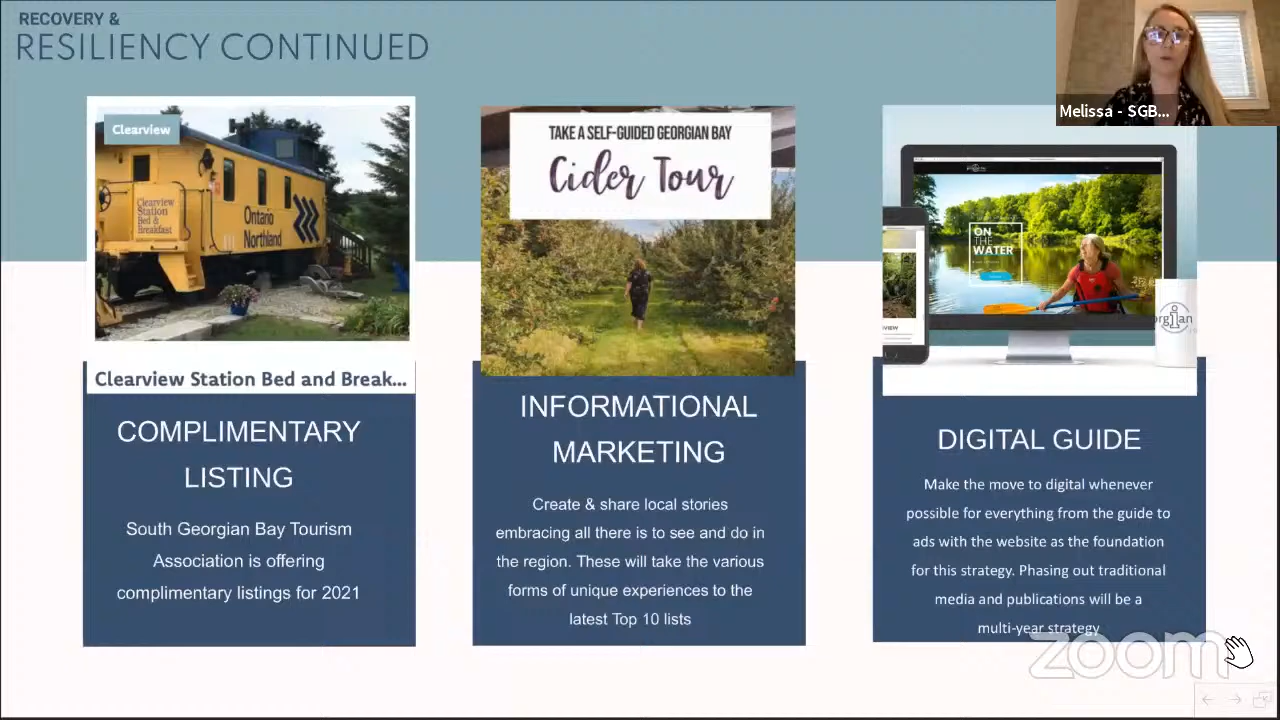 RECOVERY &
RESILIENCY CONTINUED
Melissa - SGB...
Clearview
Clearview
Station
Bed &
Breakfast
Ontario
Northland
Clearview Station Bed and Break...
COMPLIMENTARY
LISTING
South Georgian Bay Tourism
Association is offering
complimentary listings for 2021
TAKE A SELF-GUIDED GEORGIAN BAY
Cider Tour
INFORMATIONAL
MARKETING
Create & share local stories
embracing all there is to see and do in
the region. These will take the various
forms of unique experiences to the
latest Top 10 lists
ON
THE
WATER
DIGITAL GUIDE
Make the move to digital whenever
possible for everything from the guide to
ads with the website as the foundation
for this strategy. Phasing out traditional
media and publications will be a
multi-year strategy
zoom